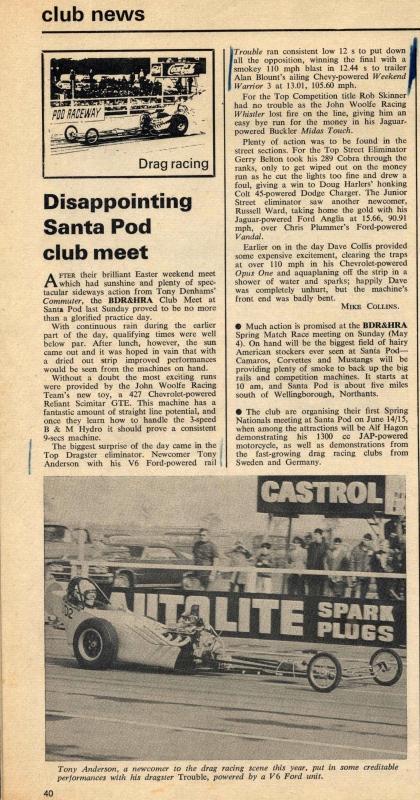 club news
POD RACEWAY
Drag racing
Disappointing
Santa Pod
club meet
AFTER their brilliant Easter weekend meet
which had sunshine and plenty of spec-
tacular sideways action from Tony Denhams'
Commuter, the BDR&HRA Club Meet at
Santa Pod last Sunday proved to be no more
than a glorified practice day.
With continuous rain during the earlier
part of the day, qualifying times were well
below par. After lunch, however, the sun
came out and it was hoped in vain that with
a dried out strip improved performances
would be seen from the machines on hand.
Without a doubt the most exciting runs
were provided by the John Woolfe Racing
Team's new toy, a 427 Chevrolet-powered
Reliant Scimitar GTE. This machine has a
fantastic amount of straight line potential, and
once they learn how to handle the 3-speed
B & M Hydro it should prove a consistent
9-secs machine.
The biggest surprise of the day came in the
Top Dragster eliminator. Newcomer Tony
Anderson with his V6 Ford-powered rail
Trouble ran consistent low 12 s to put down
all the opposition, winning the final with a
smokey 110 mph blast in 12.44 s to trailer
Alan Blount's ailing Chevy-powered Weekend
Warrior 3 at 13.01, 105.60 mph.
For the Top Competition title Rob Skinner
had no trouble as the John Woolfe Racing
Whistler lost fire on the line, giving him an
easy bye run for the money in his Jaguar-
powered Buckler Midas Touch.
Plenty of action was to be found in the
street sections. For the Top Street Eliminator
Gerry Belton took his 289 Cobra through the
ranks, only to get wiped out on the money
run as he cut the lights too fine and drew a
foul, giving a win to Doug Harlers' honking
Colt 45-powered Dodge Charger. The Junior
Street eliminator saw another newcomer,
Russell Ward, taking home the gold with his
Jaguar-powered Ford Anglia at 15.66, 90.91
mph, over Chris Plummer's Ford-powered
Vandal.
Earlier on in the day Dave Collis provided
some expensive excitement, clearing the traps
at over 110 mph in his Chevrolet-powered
Opus One and aquaplaning off the strip in a
shower of water and sparks; happily Dave
was completely unhurt, but the machine's
front end was badly bent.
MIKE COLLINS.
● Much action is promised at the BDR&HRA
Spring Match Race meeting on Sunday (May
4). On hand will be the biggest field of hairy
American stockers ever seen at Santa Pod—
Camaros, Corvettes and Mustangs will be
providing plenty of smoke to back up the big
rails and competition machines. It starts at
10 am, and Santa Pod is about five miles
south of Wellingborough, Northants.
● The club are organising their first Spring
Nationals meeting at Santa Pod on June 14/15,
when among the attractions will be Alf Hagon
demonstrating his 1300 cc JAP-powered
motorcycle, as well as demonstrations from
the fast-growing drag racing clubs from
Sweden and Germany.
CASTROL
AUTOLITE SPARK
PLUGS
Tony Anderson, a newcomer to the drag racing scene this year, put in some creditable
performances with his dragster Trouble, powered by a V6 Ford unit.
40